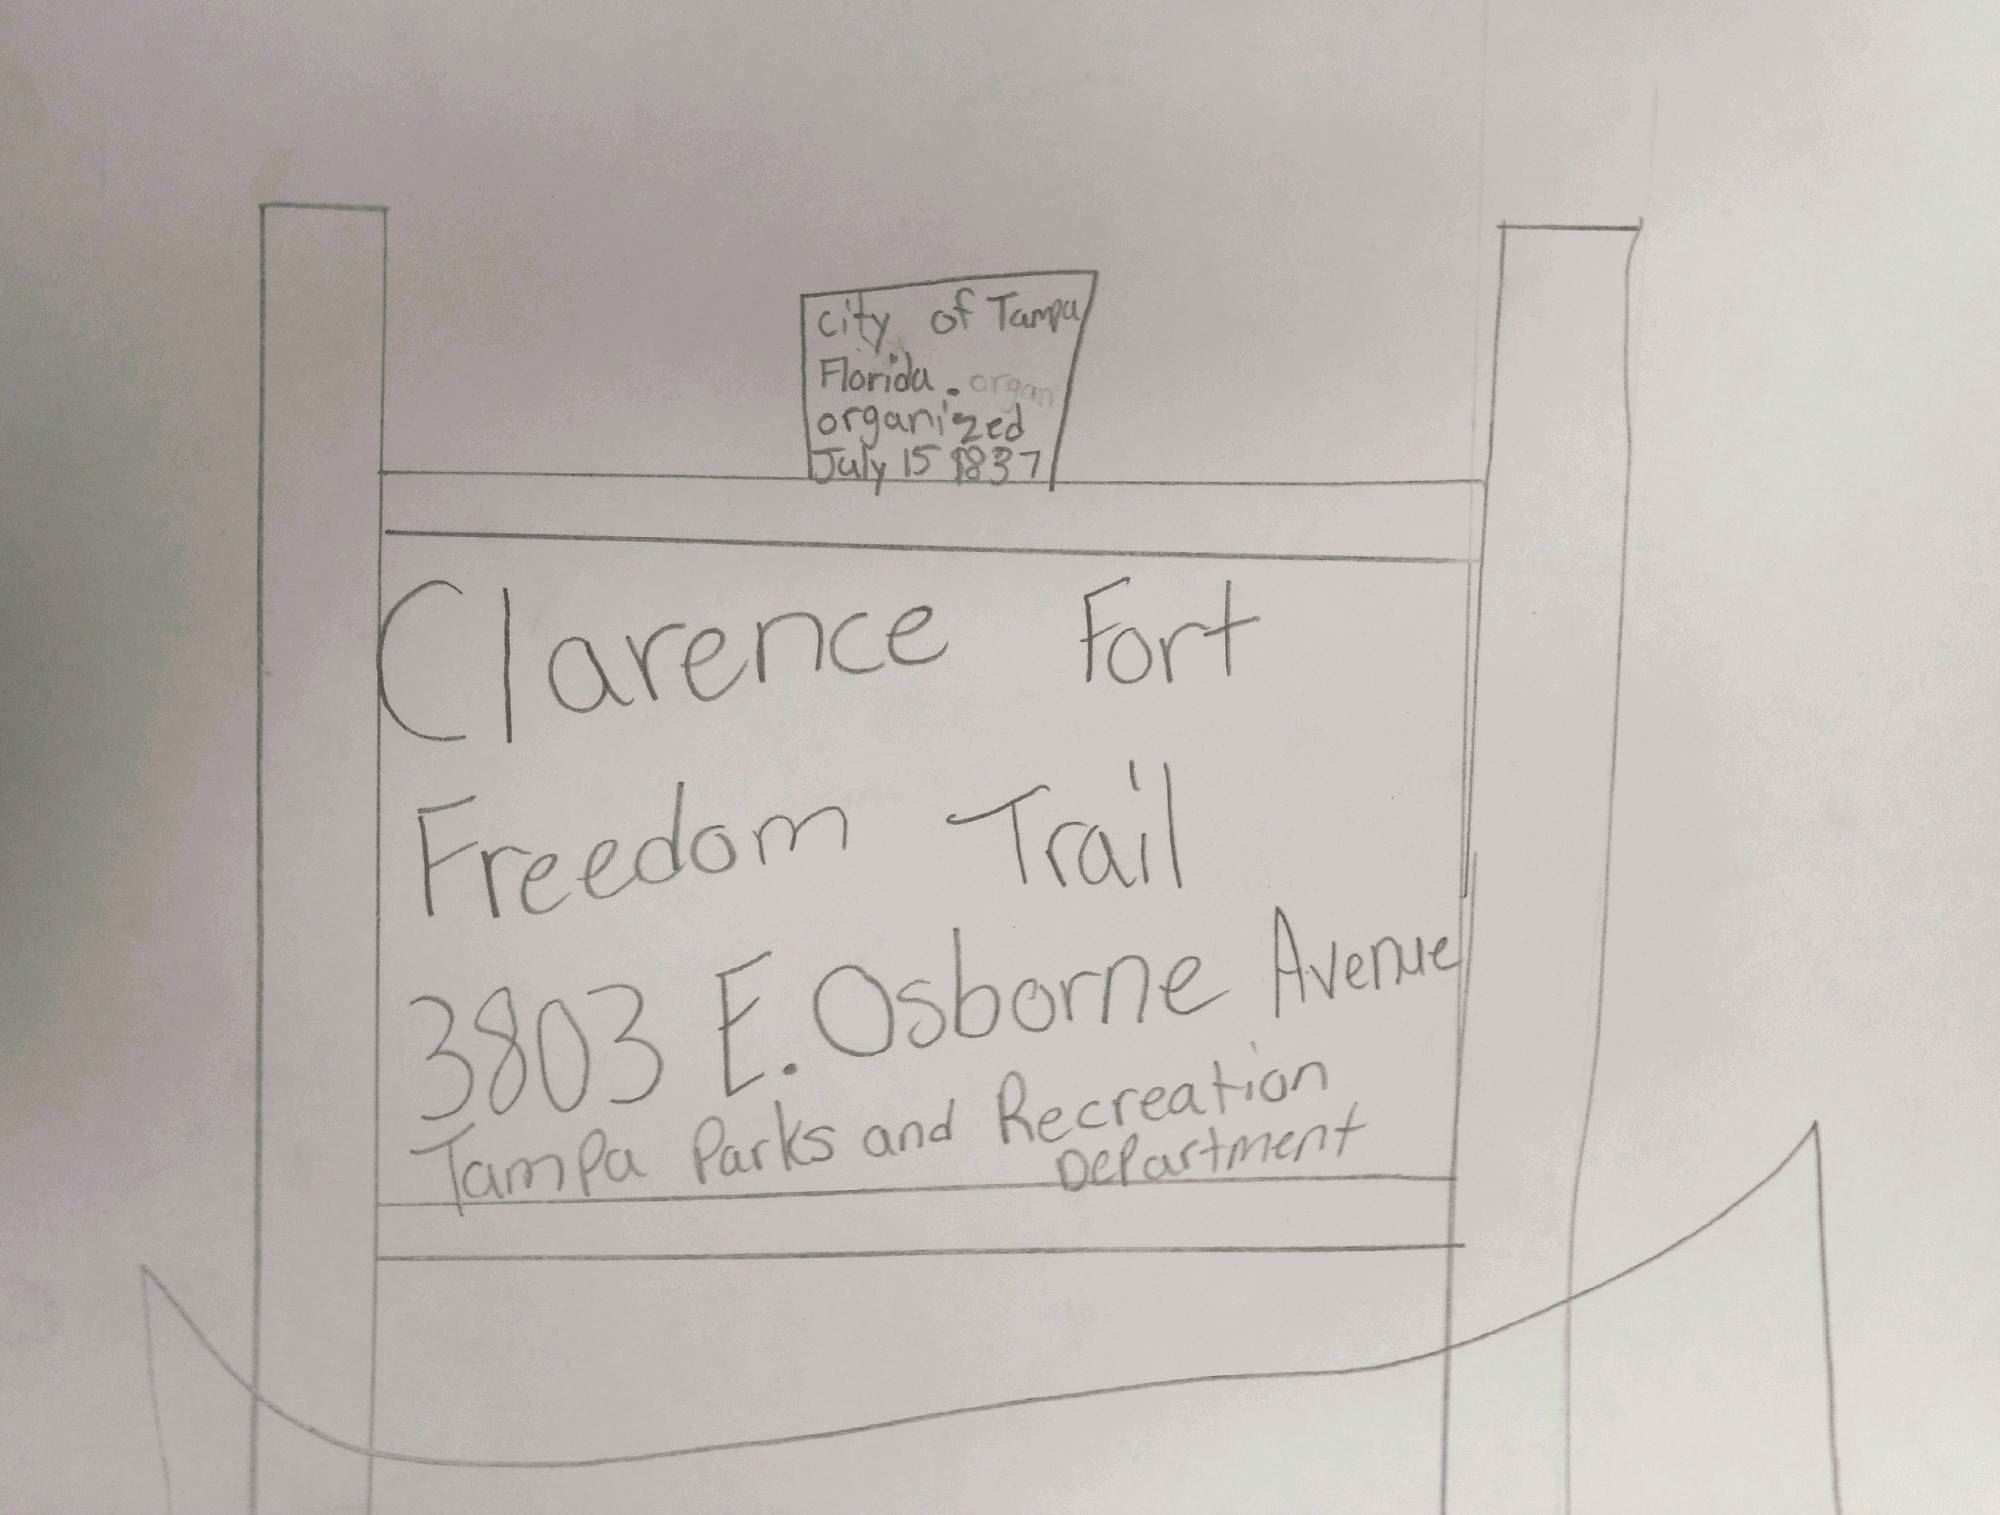 city of Tampa
Florida. organ
organized
July 15 1837
Clarence Fort
Freedom Trail
3803 E. Osborne Avenue
Tampa Parks and Recreation
Department